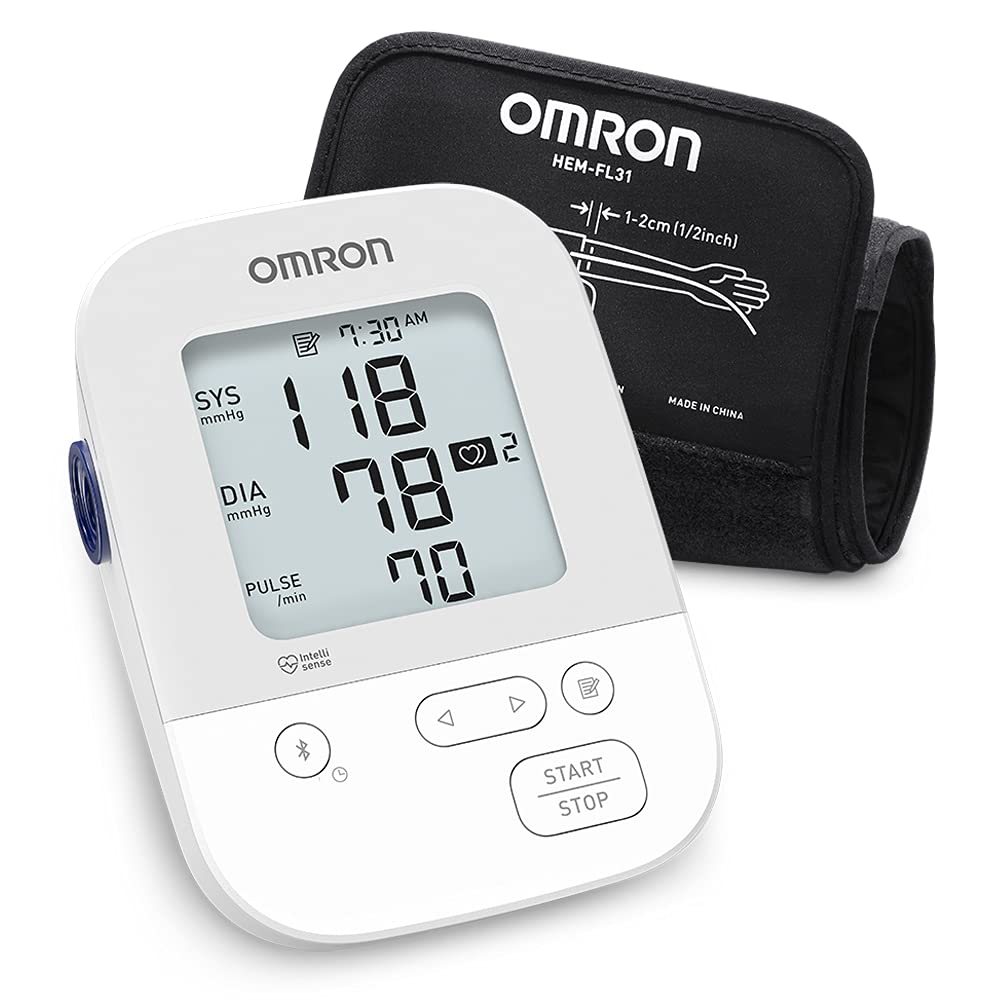 OMRON
HEM-FL31
1-2cm (1/2inch)
MADE IN CHINA
OMRON
7:30 AM
SYS
mmHg
118
DIA
mmHg
78
2
PULSE
/min
70
Intelli
sense
START
STOP